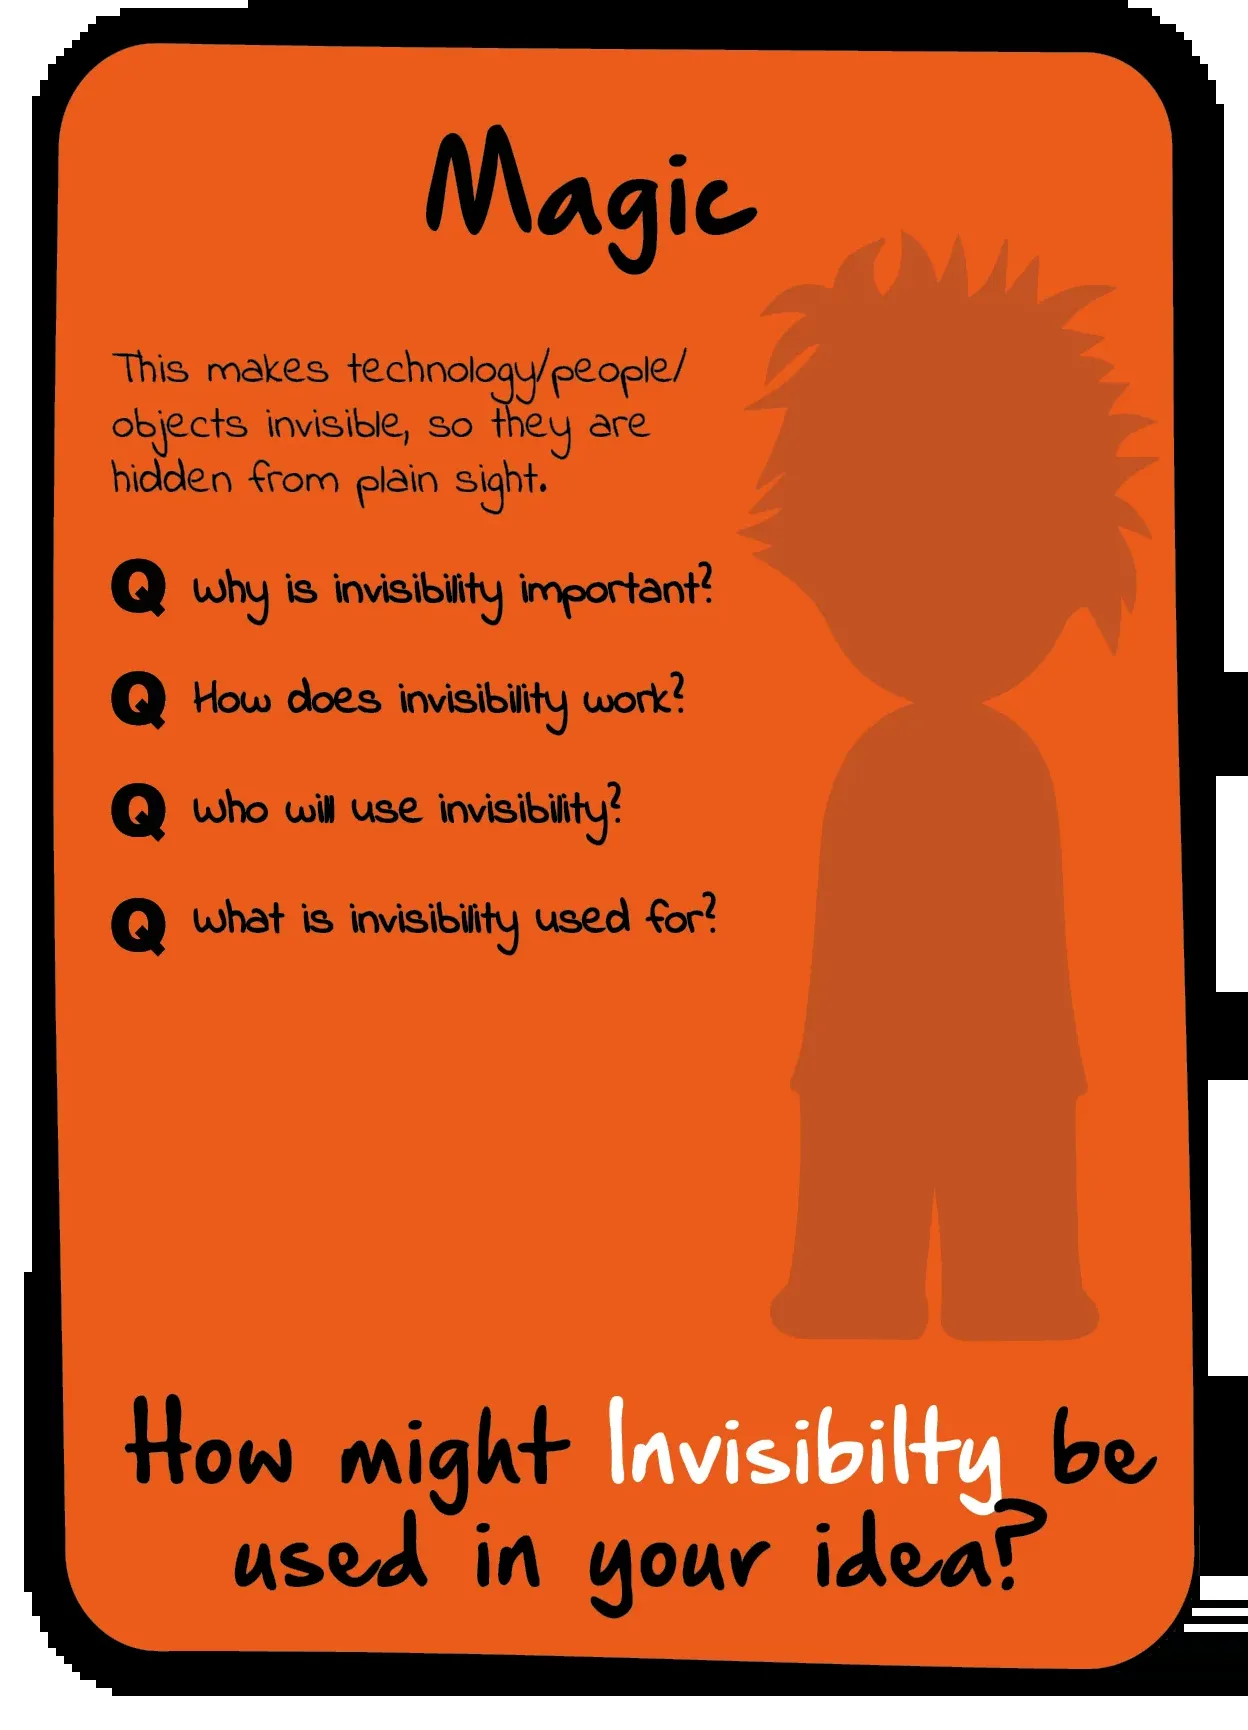 Magic
This makes technology/people/
objects invisible, so they are
hidden from plain sight.
Q Why is invisibility important?
Q How does invisibility work?
Q Who will use invisibility?
Q What is invisibility used for?
How might Invisibilty be
used in your idea?